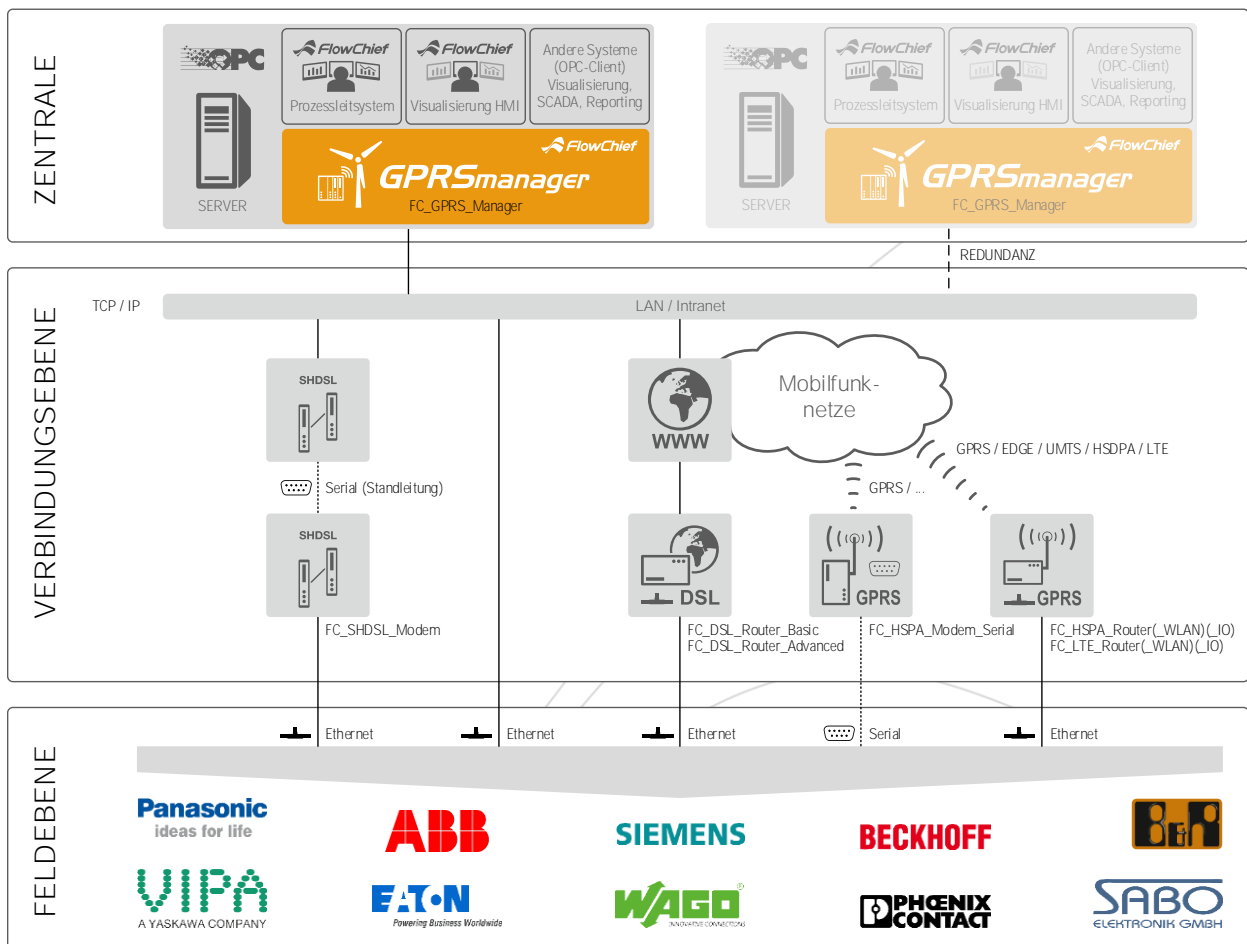 ZENTRALE
OPC
SERVER
FlowChief
Prozessleitsystem
FlowChief
Visualisierung HMI
Andere Systeme
(OPC-Client)
Visualisierung,
SCADA, Reporting
FlowChief
GPRSmanager
FC_GPRS_Manager
OPC
SERVER
FlowChief
Prozessleitsystem
FlowChief
Visualisierung HMI
Andere Systeme
(OPC-Client)
Visualisierung,
SCADA, Reporting
FlowChief
GPRSmanager
FC_GPRS_Manager
REDUNDANZ
VERBINDUNGSEBENE
TCP / IP
LAN / Intranet
SHDSL
WWW
Mobilfunk-
netze
GPRS / EDGE / UMTS / HSDPA / LTE
Serial (Standleitung)
GPRS / ...
SHDSL
DSL
GPRS
GPRS
FC_SHDSL_Modem
FC_DSL_Router_Basic
FC_DSL_Router_Advanced
FC_HSPA_Modem_Serial
FC_HSPA_Router(_WLAN)(_IO)
FC_LTE_Router(_WLAN)(_IO)
FELDEBENE
Ethernet
Ethernet
Ethernet
Serial
Ethernet
Panasonic
ideas for life
ABB
SIEMENS
BECKHOFF
B&R
VIPA
A YASKAWA COMPANY
EATON
Powering Business Worldwide
WAGO®
INNOVATIVE CONNECTIONS
PHŒNIX
CONTACT
SABO
ELEKTRONIK GMBH